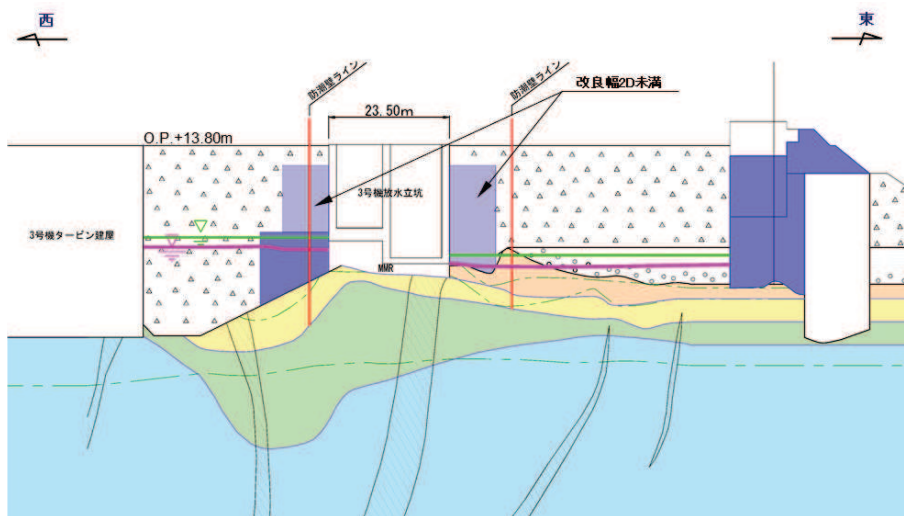 西
東
防潮壁ライン
防潮壁ライン
改良幅2D未満
23.50m
O.P.+13.80m
3号機放水立坑
3号機タービン建屋
MMR